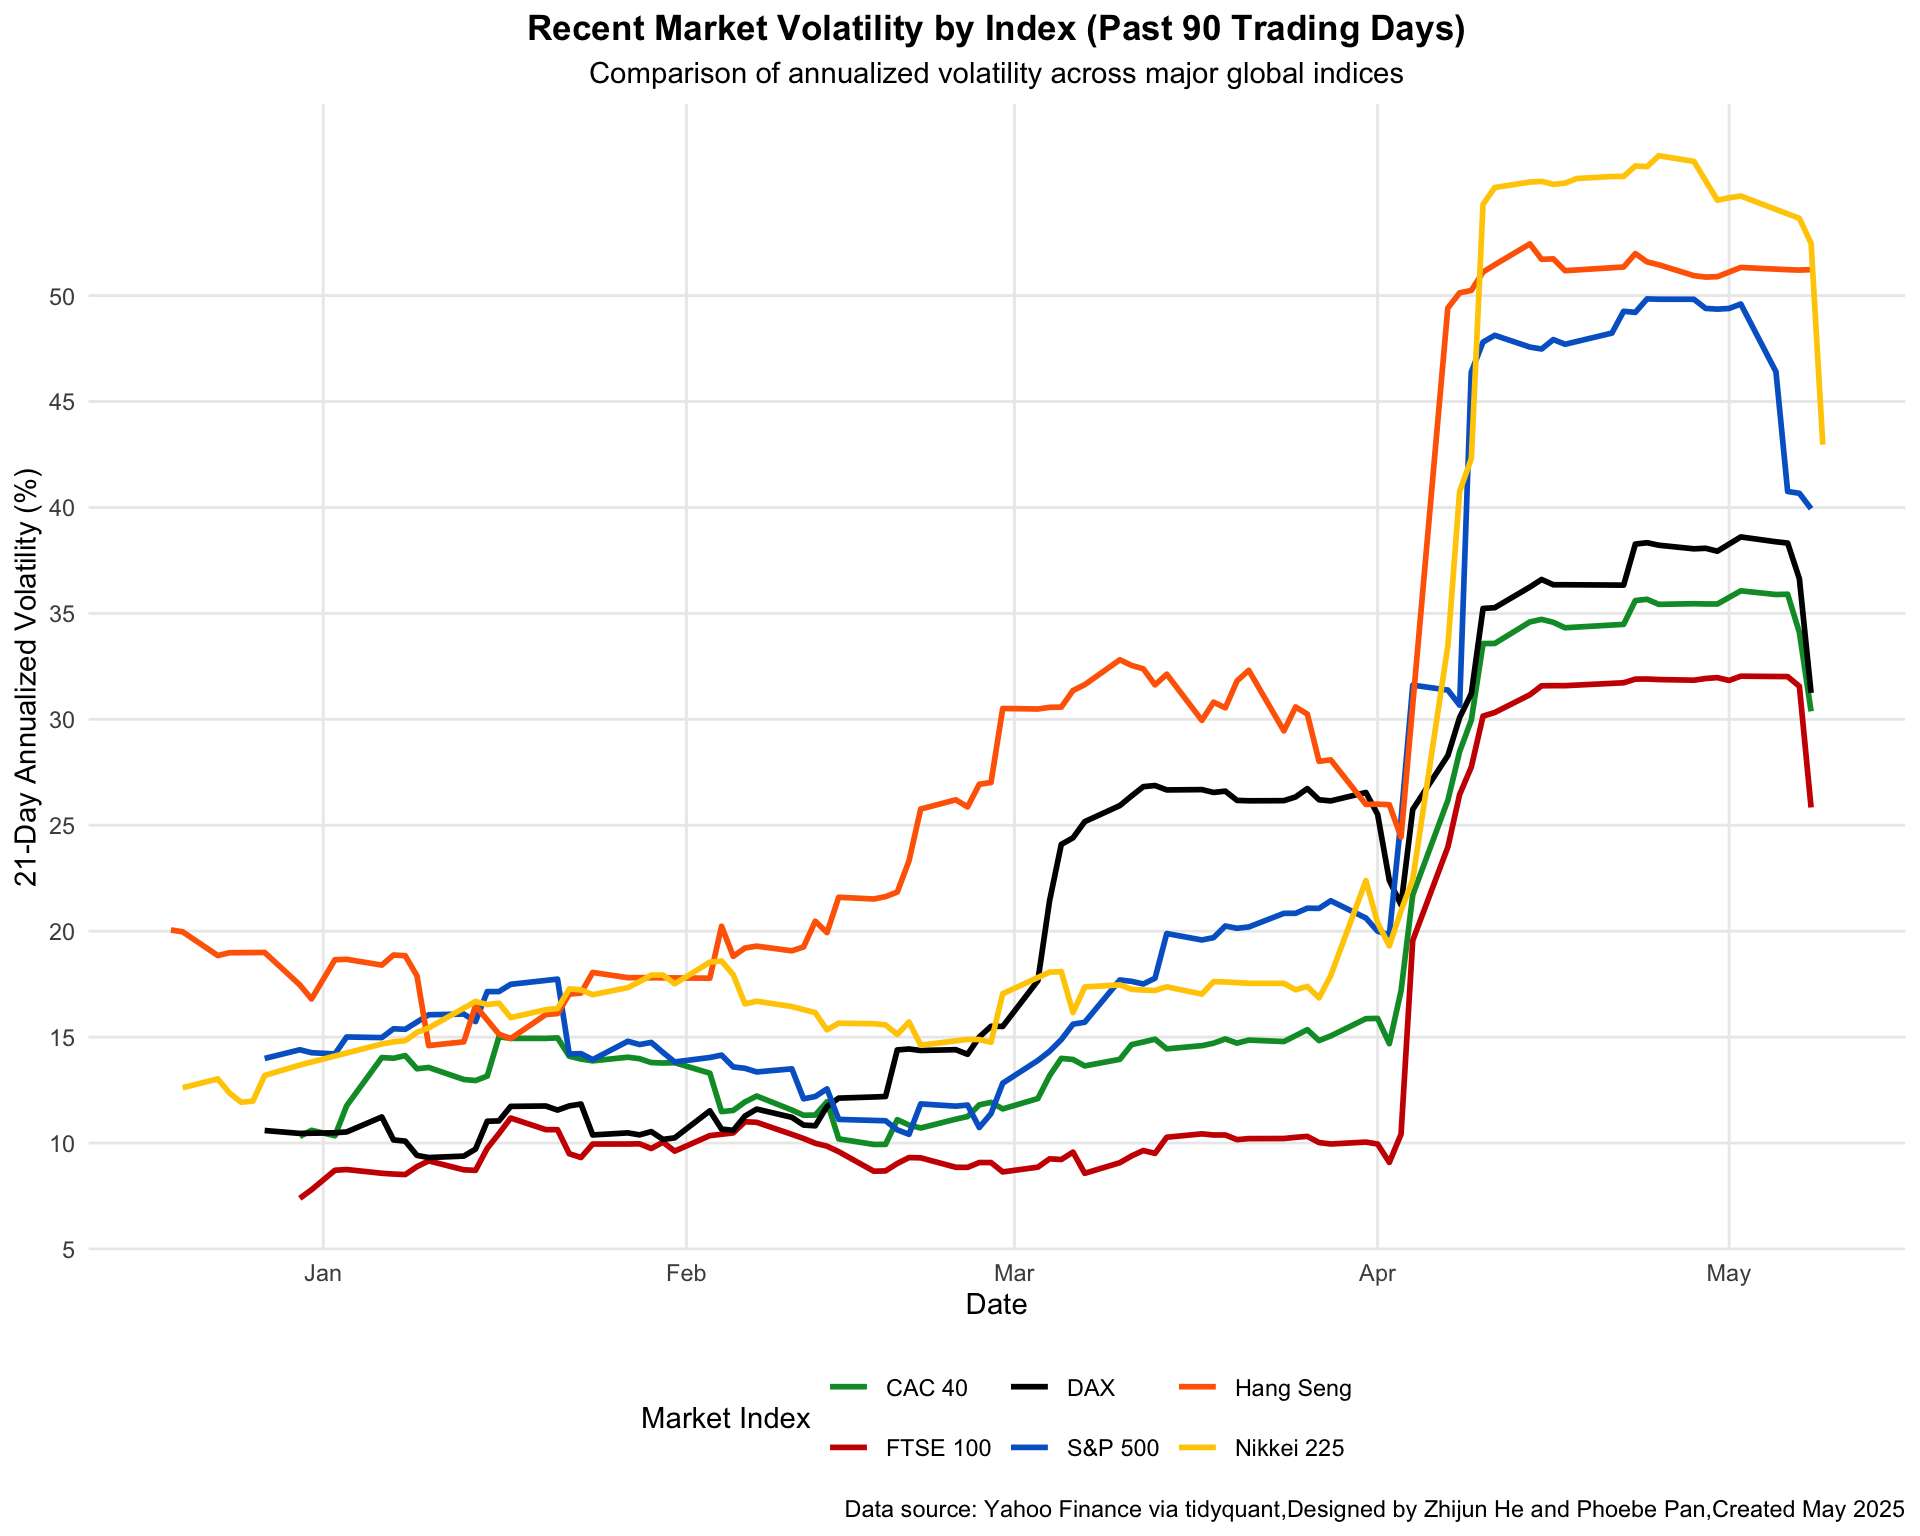 Recent Market Volatility by Index (Past 90 Trading Days)
Comparison of annualized volatility across major global indices
21-Day Annualized Volatility (%)
50
45
40
35
30
25
20
15
10
5
Jan Feb Mar Apr May
Date
Market Index
CAC 40 DAX Hang Seng
FTSE 100 S&P 500 Nikkei 225
Data source: Yahoo Finance via tidyquant,Designed by Zhijun He and Phoebe Pan,Created May 2025